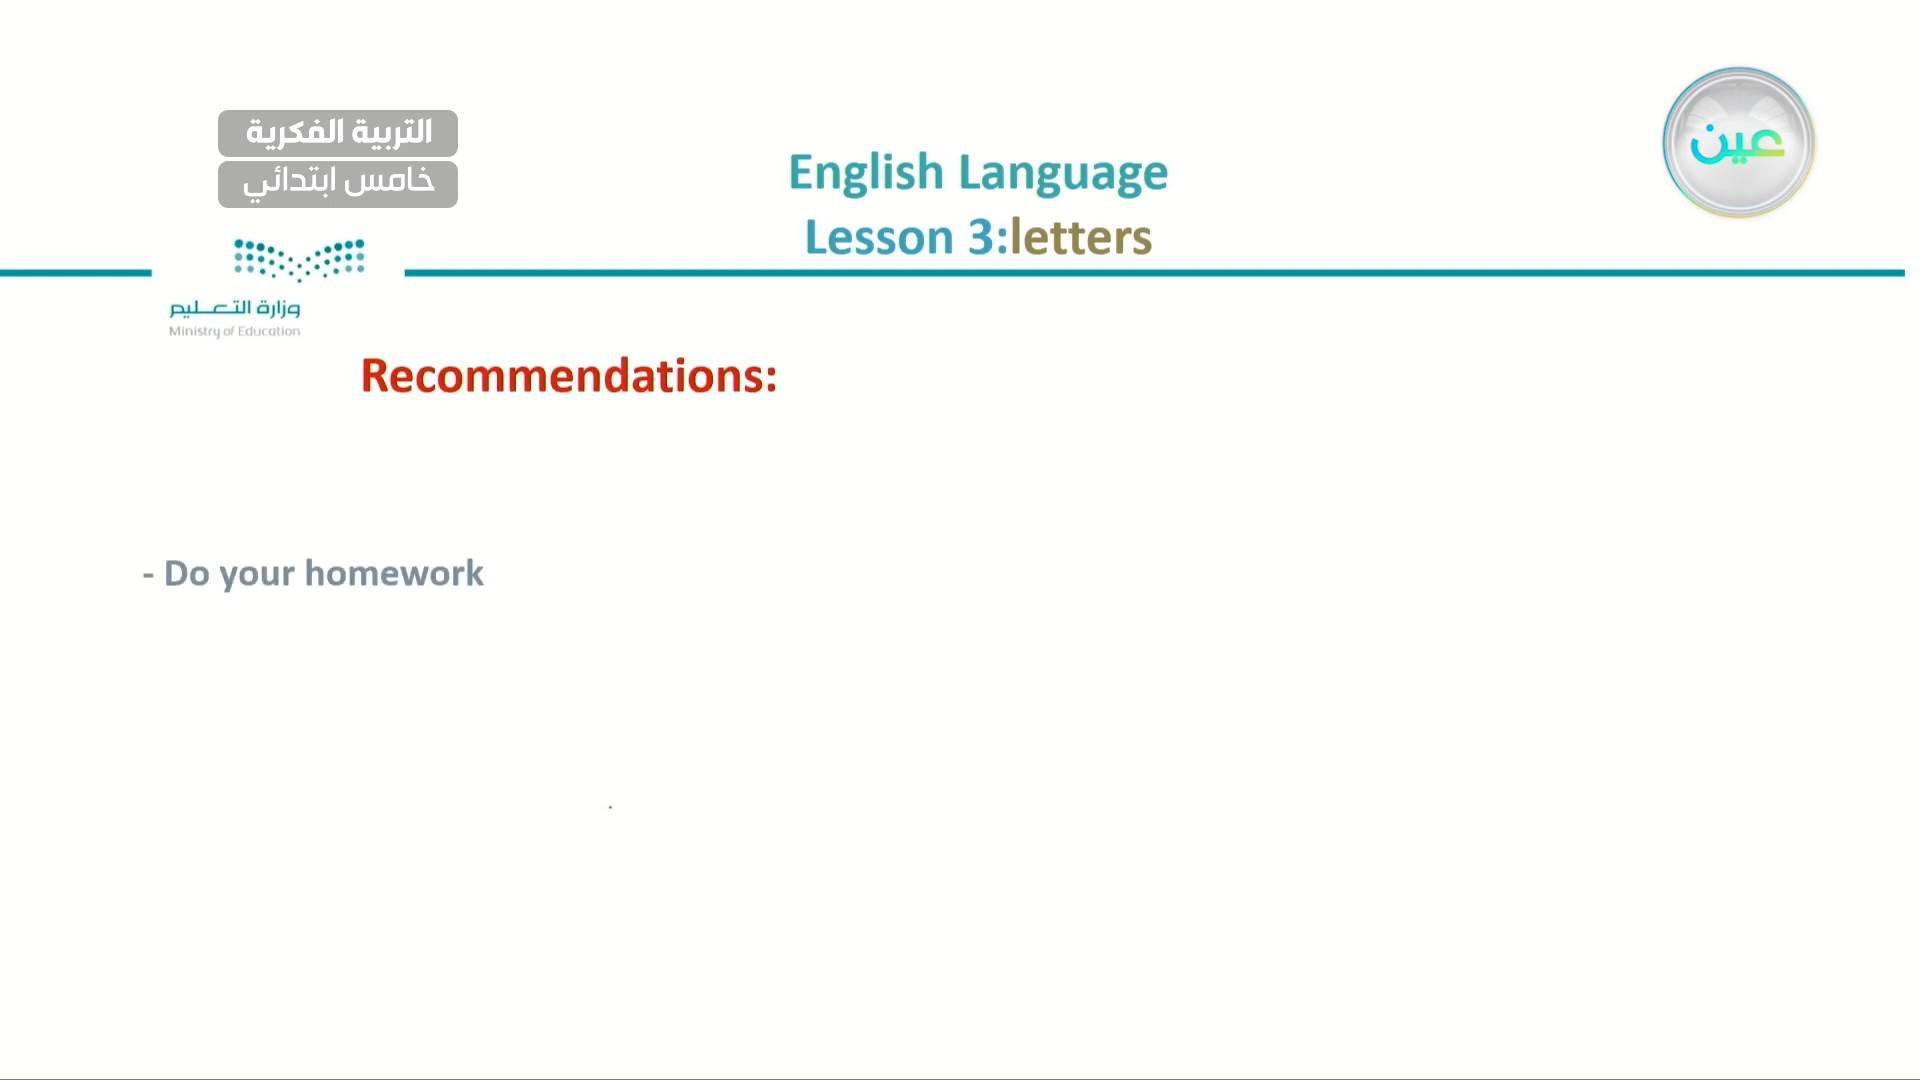 التربية الفكرية
خامس ابتدائي
عين
English Language
Lesson 3:letters
وزارة التعليم
Ministry of Education
Recommendations:
- Do your homework